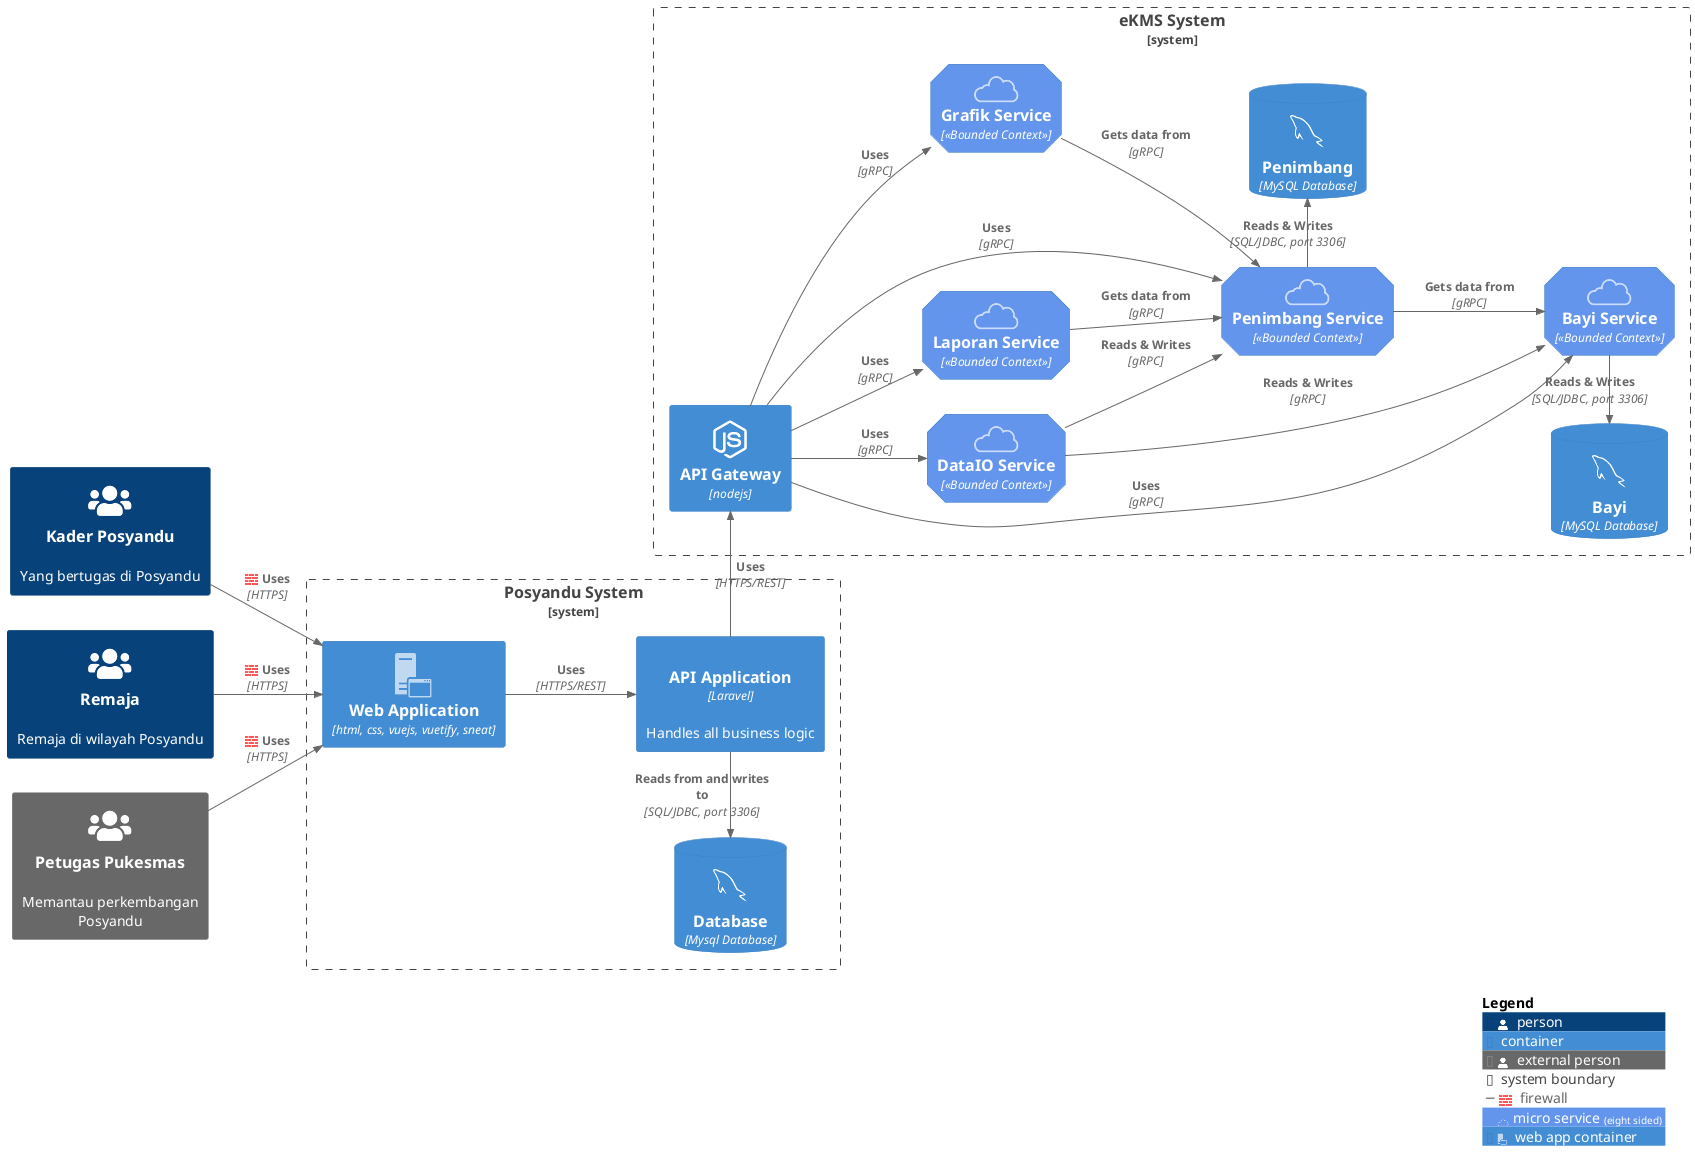 eKMS System
[system]
Grafik Service
[«Bounded Context»]
Penimbang
[MySQL Database]
Gets data from
[gRPC]
Uses
[gRPC]
Uses
[gRPC]
Reads & Writes
[SQL/JDBC, port 3306]
Laporan Service
[«Bounded Context»]
Gets data from
[gRPC]
Penimbang Service
[«Bounded Context»]
Gets data from
[gRPC]
Bayi Service
[«Bounded Context»]
Uses
[gRPC]
Reads & Writes
[gRPC]
Reads & Writes
[gRPC]
Reads & Writes
[SQL/JDBC, port 3306]
API Gateway
[nodejs]
Uses
[gRPC]
DataIO Service
[«Bounded Context»]
Uses
[gRPC]
Bayi
[MySQL Database]
Uses
[HTTPS/REST]
Kader Posyandu
Yang bertugas di Posyandu
Uses
[HTTPS]
Remaja
Remaja di wilayah Posyandu
Uses
[HTTPS]
Petugas Pukesmas
Memantau perkembangan
Posyandu
Uses
[HTTPS]
Posyandu System
[system]
Web Application
[html, css, vuejs, vuetify, sneat]
Uses
[HTTPS/REST]
API Application
[Laravel]
Handles all business logic
Reads from and writes
to
[SQL/JDBC, port 3306]
Database
[Mysql Database]
Legend
person
container
external person
system boundary
firewall
micro service (eight sided)
web app container